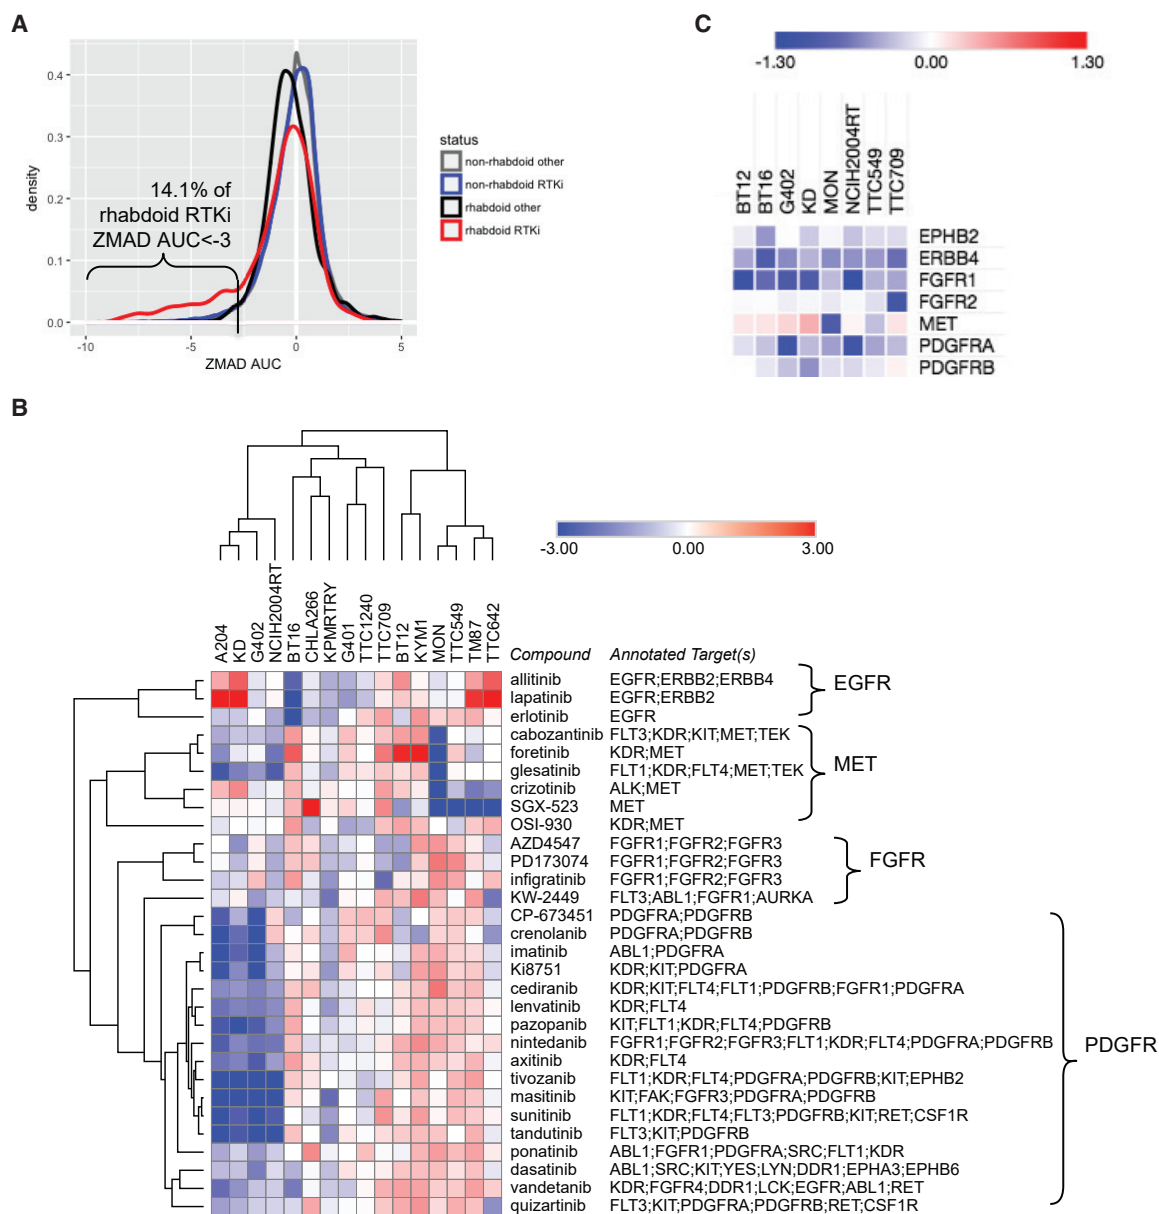 A
0.4
0.3
0.2
0.1
0.0
density
-10
-5
0
5
ZMAD AUC
14.1% of
rhabdoid RTKi
ZMAD AUC<-3
status
non-rhabdoid other
non-rhabdoid RTKi
rhabdoid other
rhabdoid RTKi
C
-1.30 0.00 1.30
BT12
BT16
G402
KD
MON
NCIH2004RT
TTC549
TTC709
EPHB2
ERBB4
FGFR1
FGFR2
MET
PDGFRA
PDGFRB
B
-3.00 0.00 3.00
A204
KD
G402
NCIH2004RT
BT16
CHLA266
KPMRTRY
G401
TTC1240
TTC709
BT12
KYM1
MON
TTC549
TM87
TTC642
Compound Annotated Target(s)
allitinib EGFR;ERBB2;ERBB4
lapatinib EGFR;ERBB2
erlotinib EGFR
EGFR
cabozantinib FLT3;KDR;KIT;MET;TEK
foretinib KDR;MET
glesatinib FLT1;KDR;FLT4;MET;TEK
crizotinib ALK;MET
SGX-523 MET
OSI-930 KDR;MET
MET
AZD4547 FGFR1;FGFR2;FGFR3
PD173074 FGFR1;FGFR2;FGFR3
infigratinib FGFR1;FGFR2;FGFR3
KW-2449 FLT3;ABL1;FGFR1;AURKA
FGFR
CP-673451 PDGFRA;PDGFRB
crenolanib PDGFRA;PDGFRB
imatinib ABL1;PDGFRA
Ki8751 KDR;KIT;PDGFRA
cediranib KDR;KIT;FLT4;FLT1;PDGFRB;FGFR1;PDGFRA
lenvatinib KDR;FLT4
pazopanib KIT;FLT1;KDR;FLT4;PDGFRB
nintedanib FGFR1;FGFR2;FGFR3;FLT1;KDR;FLT4;PDGFRA;PDGFRB
axitinib KDR;FLT4
tivozanib FLT1;KDR;FLT4;PDGFRA;PDGFRB;KIT;EPHB2
masitinib KIT;FAK;FGFR3;PDGFRA;PDGFRB
sunitinib FLT1;KDR;FLT4;FLT3;PDGFRB;KIT;RET;CSF1R
tandutinib FLT3;KIT;PDGFRB
ponatinib ABL1;FGFR1;PDGFRA;SRC;FLT1;KDR
dasatinib ABL1;SRC;KIT;YES;LYN;DDR1;EPHA3;EPHB6
vandetanib KDR;FGFR4;DDR1;LCK;EGFR;ABL1;RET
quizartinib FLT3;KIT;PDGFRA;PDGFRB;RET;CSF1R
PDGFR